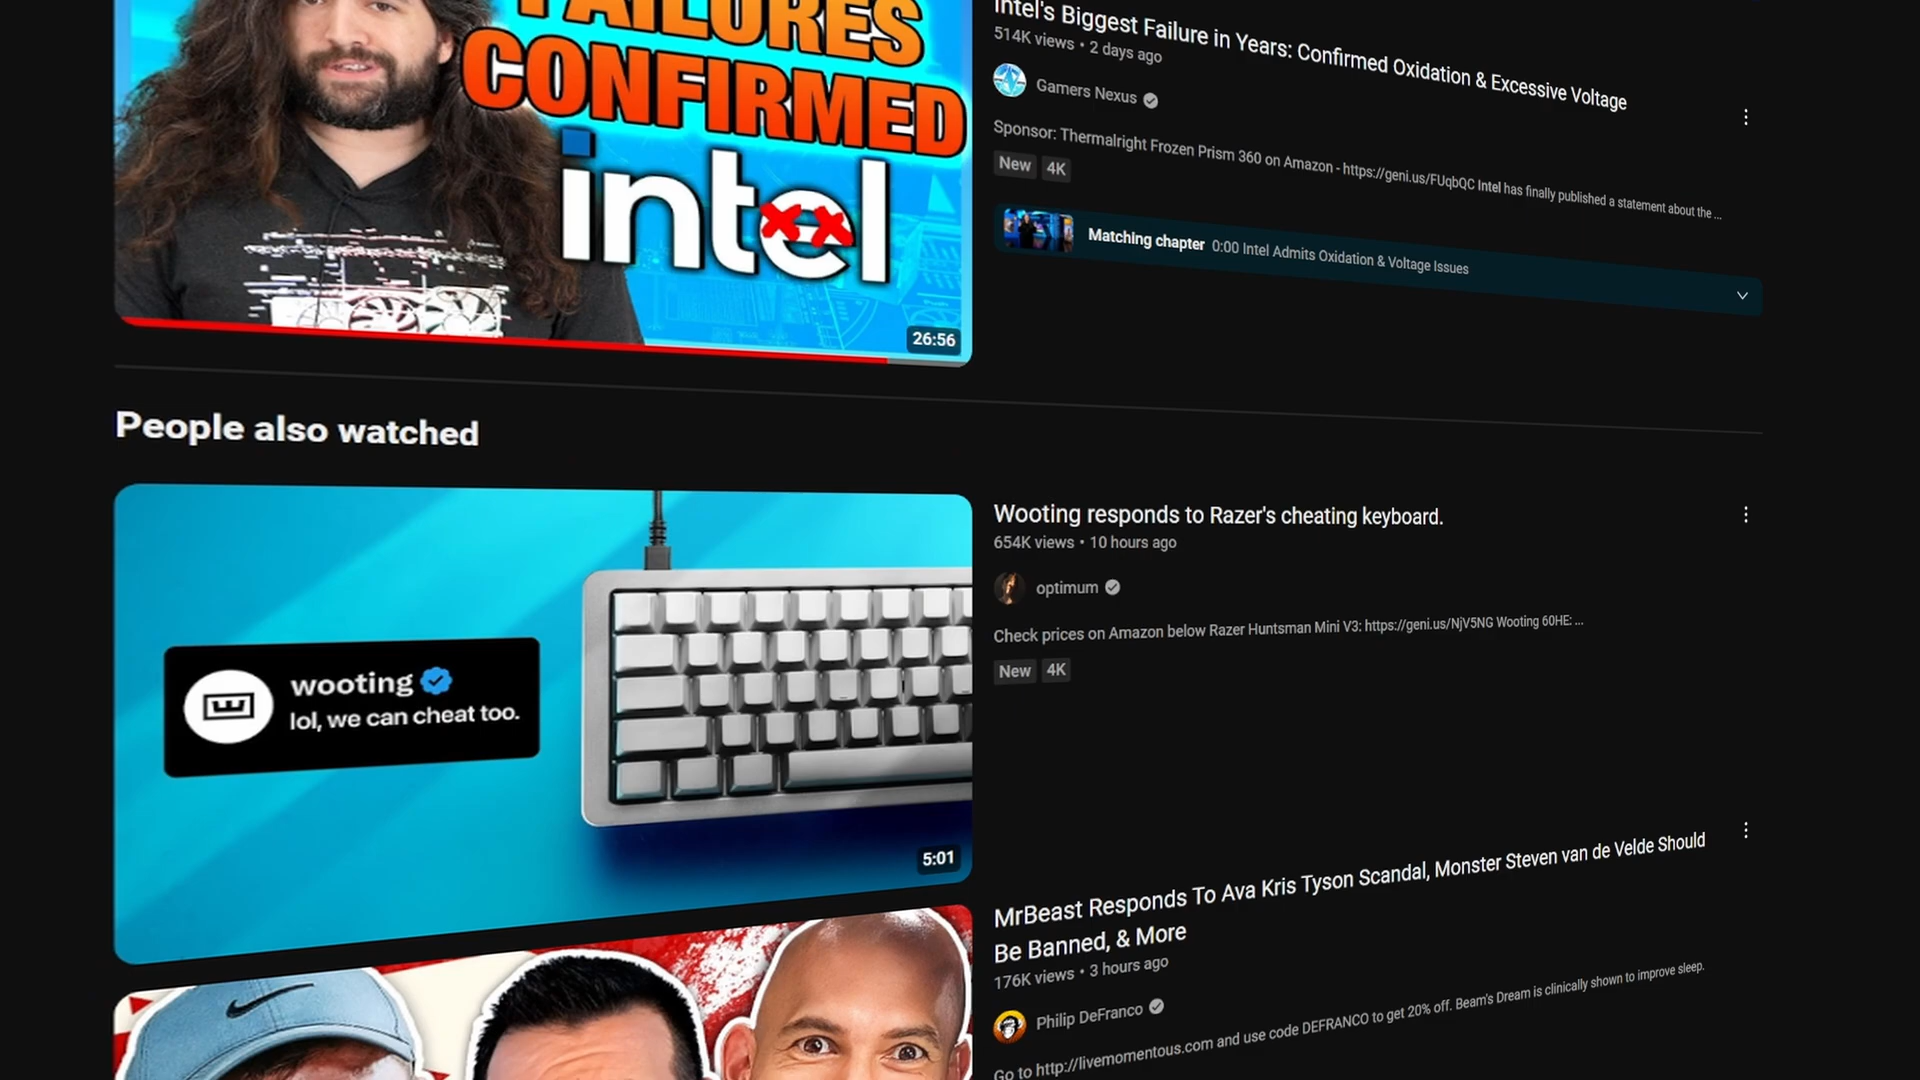 FAILURES
CONFIRMED
intel
26:56
Intel's Biggest Failure in Years: Confirmed Oxidation & Excessive Voltage
514K views • 2 days ago
Gamers Nexus
Sponsor: Thermalright Frozen Prism 360 on Amazon - https://geni.us/FUqbQC Intel has finally published a statement about the ...
New 4K
Matching chapter 0:00 Intel Admits Oxidation & Voltage Issues
People also watched
wooting
lol, we can cheat too.
5:01
Wooting responds to Razer's cheating keyboard.
654K views • 10 hours ago
optimum
Check prices on Amazon below Razer Huntsman Mini V3: https://geni.us/NjV5NG Wooting 60HE: ...
New 4K
MrBeast Responds To Ava Kris Tyson Scandal, Monster Steven van de Velde Should
Be Banned, & More
176K views • 3 hours ago
Philip DeFranco
Go to http://livemomentous.com and use code DEFRANCO to get 20% off. Beam's Dream is clinically shown to improve sleep.